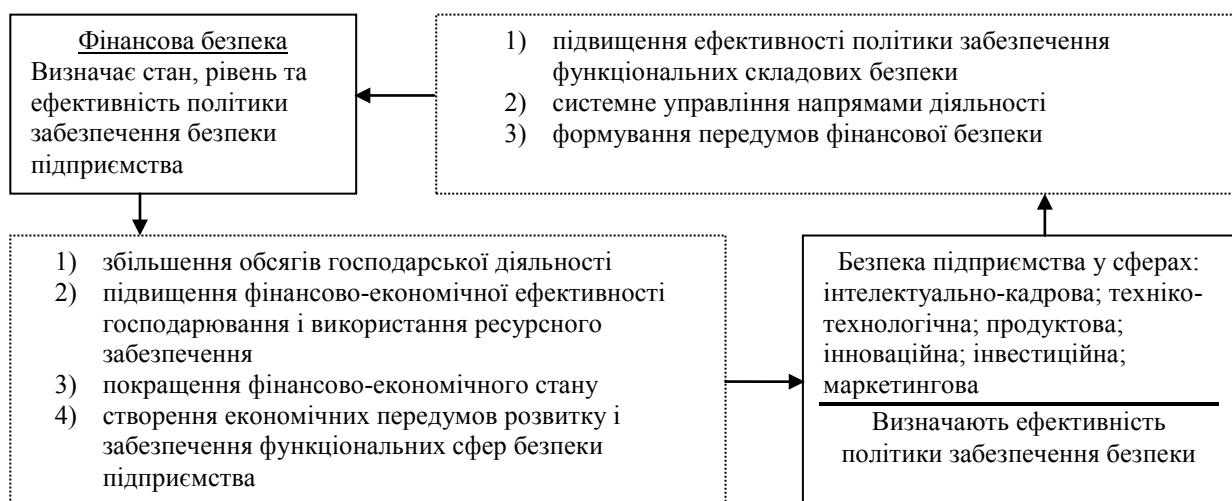 Фінансова безпека
Визначає стан, рівень та
ефективність політики
забезпечення безпеки
підприємства
1) підвищення ефективності політики забезпечення
функціональних складових безпеки
2) системне управління напрямами діяльності
3) формування передумов фінансової безпеки
1) збільшення обсягів господарської діяльності
2) підвищення фінансово-економічної ефективності
господарювання і використання ресурсного
забезпечення
3) покращення фінансово-економічного стану
4) створення економічних передумов розвитку і
забезпечення функціональних сфер безпеки
підприємства
Безпека підприємства у сферах:
інтелектуально-кадрова; техніко-
технологічна; продуктова;
інноваційна; інвестиційна;
маркетингова
Визначають ефективність
політики забезпечення безпеки